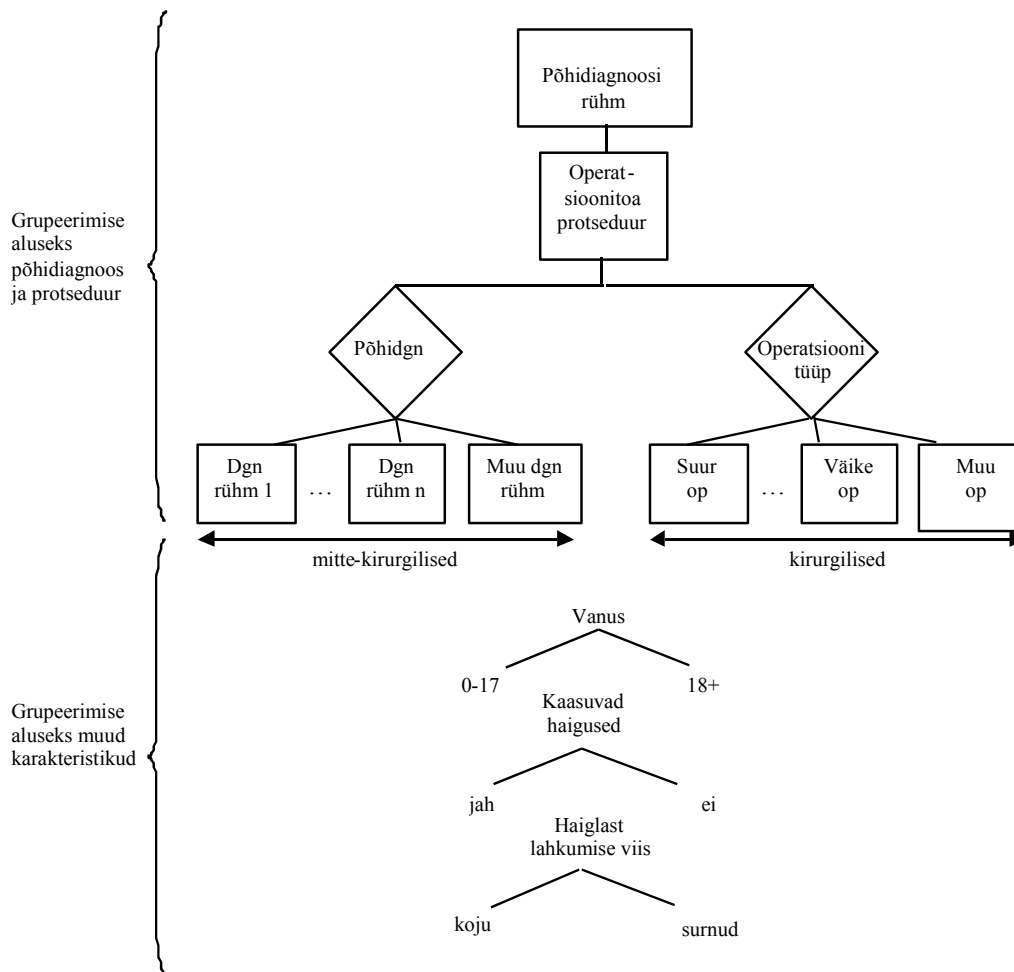 Põhidiagnoosi
rühm
Operat-
sioonitoa
protseduur
Grupeerimise
aluseks
põhidiagnoos
ja protseduur
Põhidgn
Operatsiooni
tüüp
Dgn
rühm 1
...
Dgn
rühm n
Muu dgn
rühm
Suur
op
...
Väike
op
Muu
op
mitte-kirurgilised
kirurgilised
Grupeerimise
aluseks muud
karakteristikud
Vanus
0-17
18+
Kaasuvad
haigused
jah
ei
Haiglast
lahkumise viis
koju
surnud